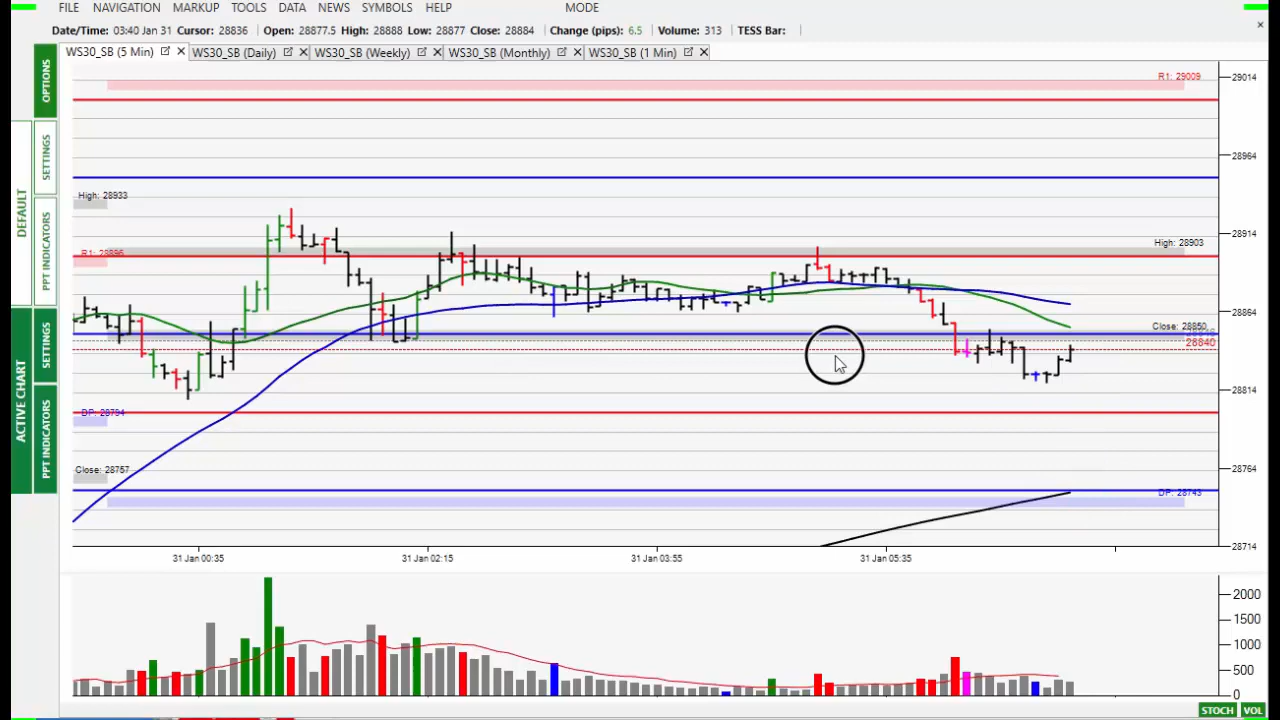 FILE NAVIGATION MARKUP TOOLS DATA NEWS SYMBOLS HELP MODE
Date/Time: 03:40 Jan 31 Cursor: 28836 Open: 28877.5 High: 28888 Low: 28877 Close: 28884 Change (pips): 6.5 Volume: 313 TESS Bar:
WS30_SB (5 Min) WS30_SB (Daily) WS30_SB (Weekly) WS30_SB (Monthly) WS30_SB (1 Min)
OPTIONS
DEFAULT
SETTINGS
PPT INDICATORS
ACTIVE CHART
SETTINGS
PPT INDICATORS
R1: 29009
29014
28964
High: 28933
28914
High: 28903
R1: 28896
28864
Close: 28850
28840
28814
DP: 28794
Close: 28757
28764
DP: 28743
28714
31 Jan 00:35 31 Jan 02:15 31 Jan 03:55 31 Jan 05:35
2000
1500
1000
500
0
STOCH VOL